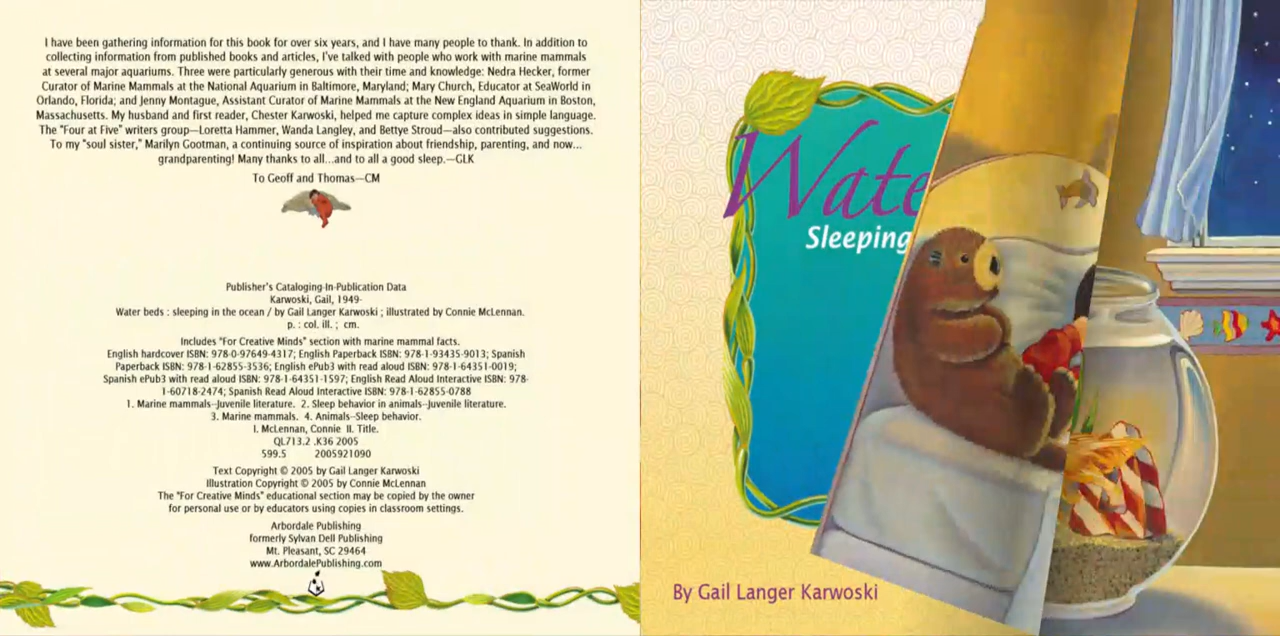 I have been gathering information for this book for over six years, and I have many people to thank. In addition to
collecting information from published books and articles, I've talked with people who work with marine mammals
at several major aquariums. Three were particularly generous with their time and knowledge: Nedra Hecker, former
Curator of Marine Mammals at the National Aquarium in Baltimore, Maryland; Mary Church, Educator at SeaWorld in
Orlando, Florida; and Jenny Montague, Assistant Curator of Marine Mammals at the New England Aquarium in Boston,
Massachusetts. My husband and first reader, Chester Karwoski, helped me capture complex ideas in simple language.
The "Four at Five" writers group—Loretta Hammer, Wanda Langley, and Bettye Stroud—also contributed suggestions.
To my "soul sister," Marilyn Gootman, a continuing source of inspiration about friendship, parenting, and now...
grandparenting! Many thanks to all...and to all a good sleep.—GLK
To Geoff and Thomas—CM
Publisher's Cataloging-In-Publication Data
Karwoski, Gail, 1949-
Water beds : sleeping in the ocean / by Gail Langer Karwoski ; illustrated by Connie McLennan.
p. : col. ill. ; cm.
Includes "For Creative Minds" section with marine mammal facts.
English hardcover ISBN: 978-0-97649-4317; English Paperback ISBN: 978-1-93435-9013; Spanish
Paperback ISBN: 978-1-62855-3536; English ePub3 with read aloud ISBN: 978-1-64351-0019;
Spanish ePub3 with read aloud ISBN: 978-1-64351-1597; English Read Aloud Interactive ISBN: 978-
1-60718-2474; Spanish Read Aloud Interactive ISBN: 978-1-62855-0788
1. Marine mammals--Juvenile literature. 2. Sleep behavior in animals--Juvenile literature.
3. Marine mammals. 4. Animals--Sleep behavior.
I. McLennan, Connie II. Title.
QL713.2 .K36 2005
599.5 2005921090
Text Copyright © 2005 by Gail Langer Karwoski
Illustration Copyright © 2005 by Connie McLennan
The "For Creative Minds" educational section may be copied by the owner
for personal use or by educators using copies in classroom settings.
Arbordale Publishing
formerly Sylvan Dell Publishing
Mt. Pleasant, SC 29464
www.ArbordalePublishing.com
Wate
Sleeping
By Gail Langer Karwoski